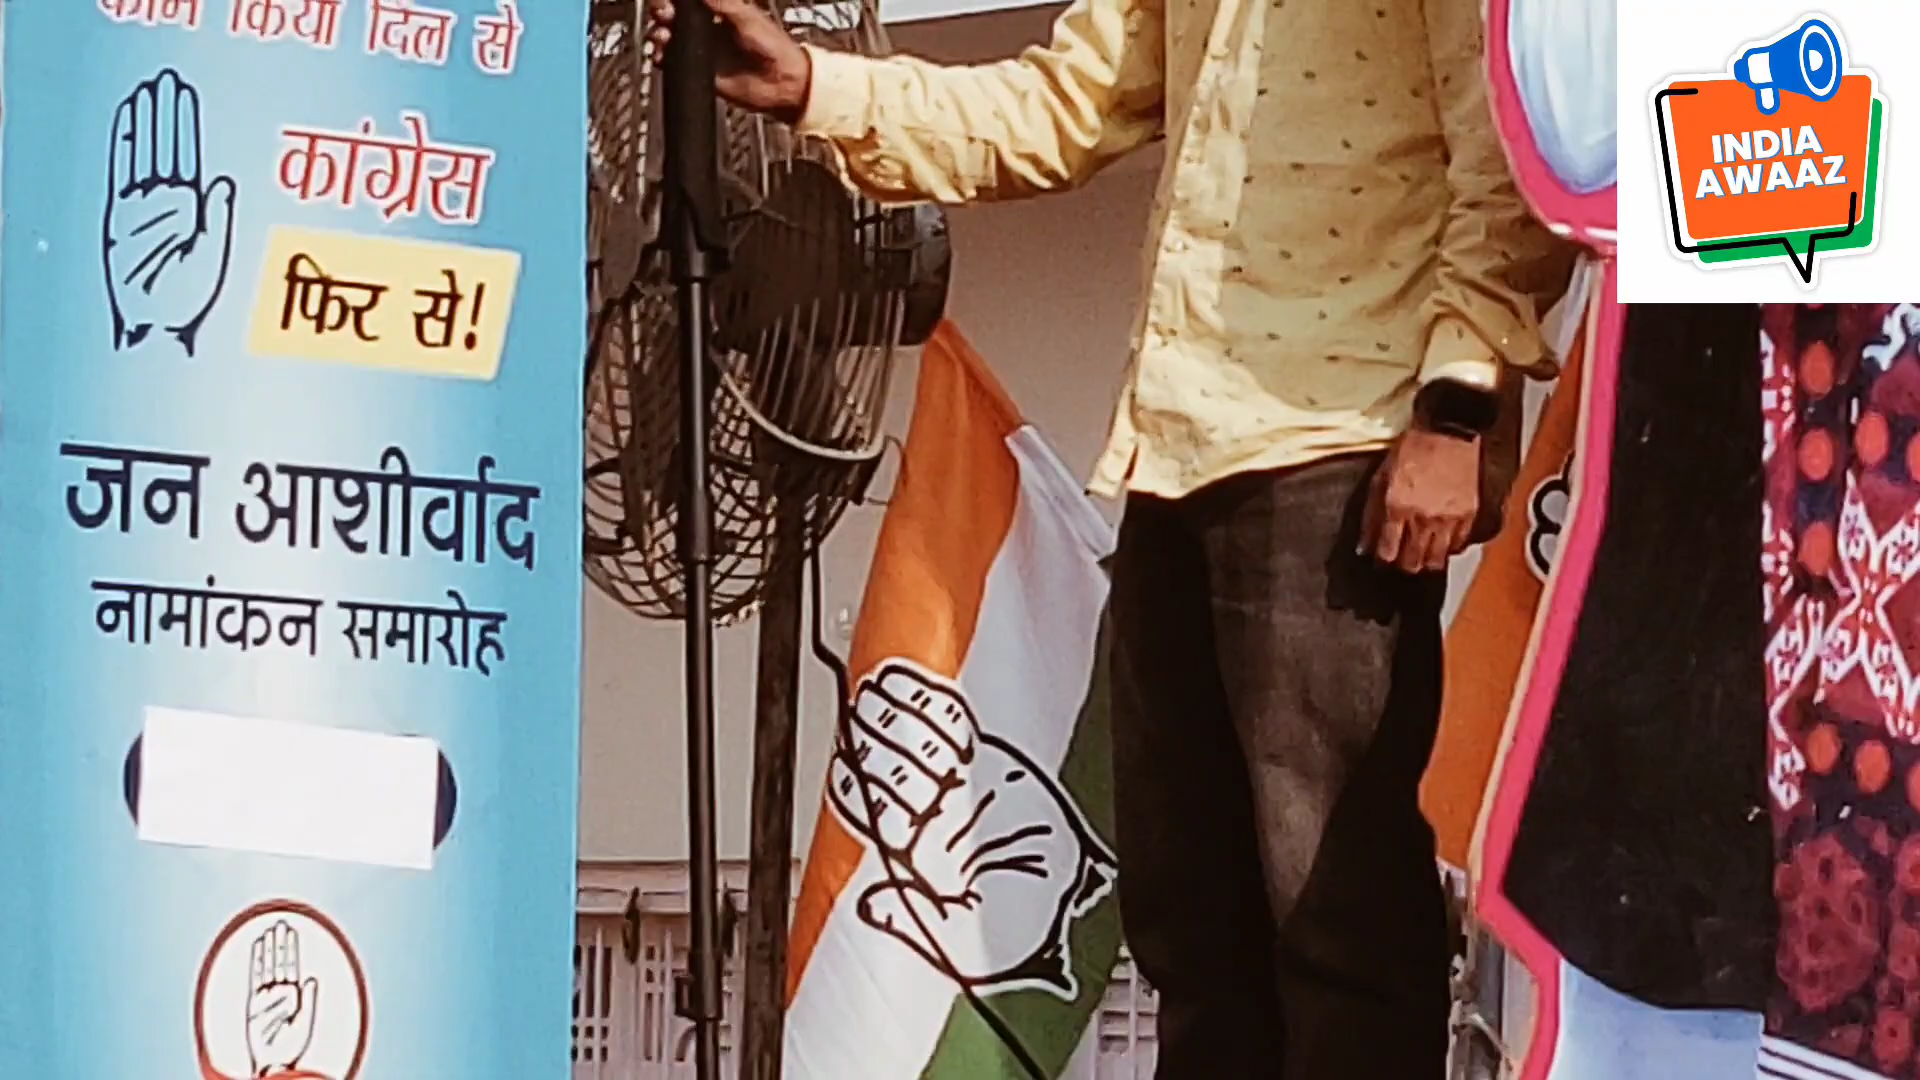 काम किया दिल से
कांग्रेस
फिर से!
जन आशीर्वाद
नामांकन समारोह
INDIA
AWAAZ